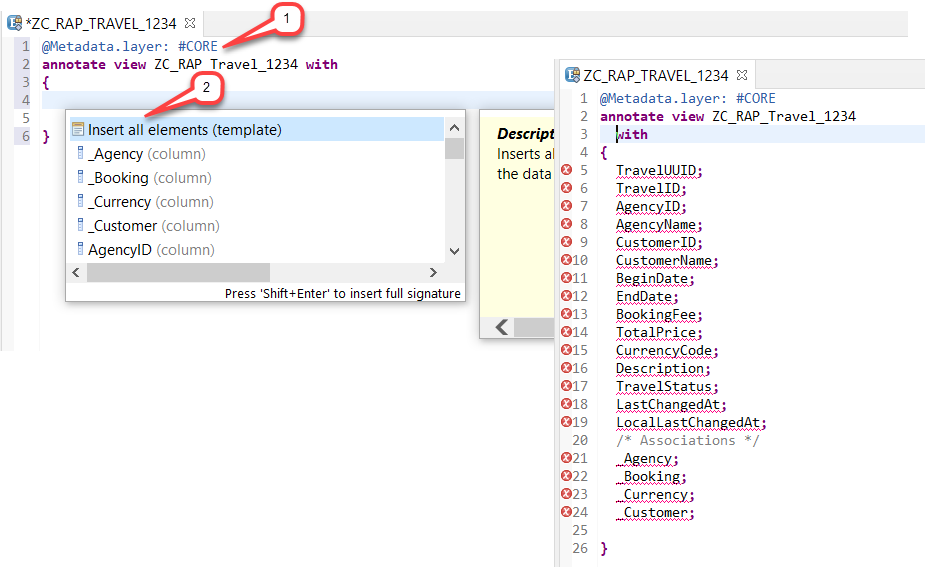 *ZC_RAP_TRAVEL_1234
1
1 @Metadata.layer: #CORE
2 annotate view ZC_RAP_Travel_1234 with
3 {
4
5
6 }
2
Insert all elements (template)
_Agency (column)
_Booking (column)
_Currency (column)
_Customer (column)
AgencyID (column)
Press 'Shift+Enter' to insert full signature
Inserts al
the data
ZC_RAP_TRAVEL_1234
1 @Metadata.layer: #CORE
2 annotate view ZC_RAP_Travel_1234
3 with
4 {
5 TravelUUID;
6 TravelID;
7 AgencyID;
8 AgencyName;
9 CustomerID;
10 CustomerName;
11 BeginDate;
12 EndDate;
13 BookingFee;
14 TotalPrice;
15 CurrencyCode;
16 Description;
17 TravelStatus;
18 LastChangedAt;
19 LocalLastChangedAt;
20 /* Associations */
21 _Agency;
22 _Booking;
23 _Currency;
24 _Customer;
25
26 }